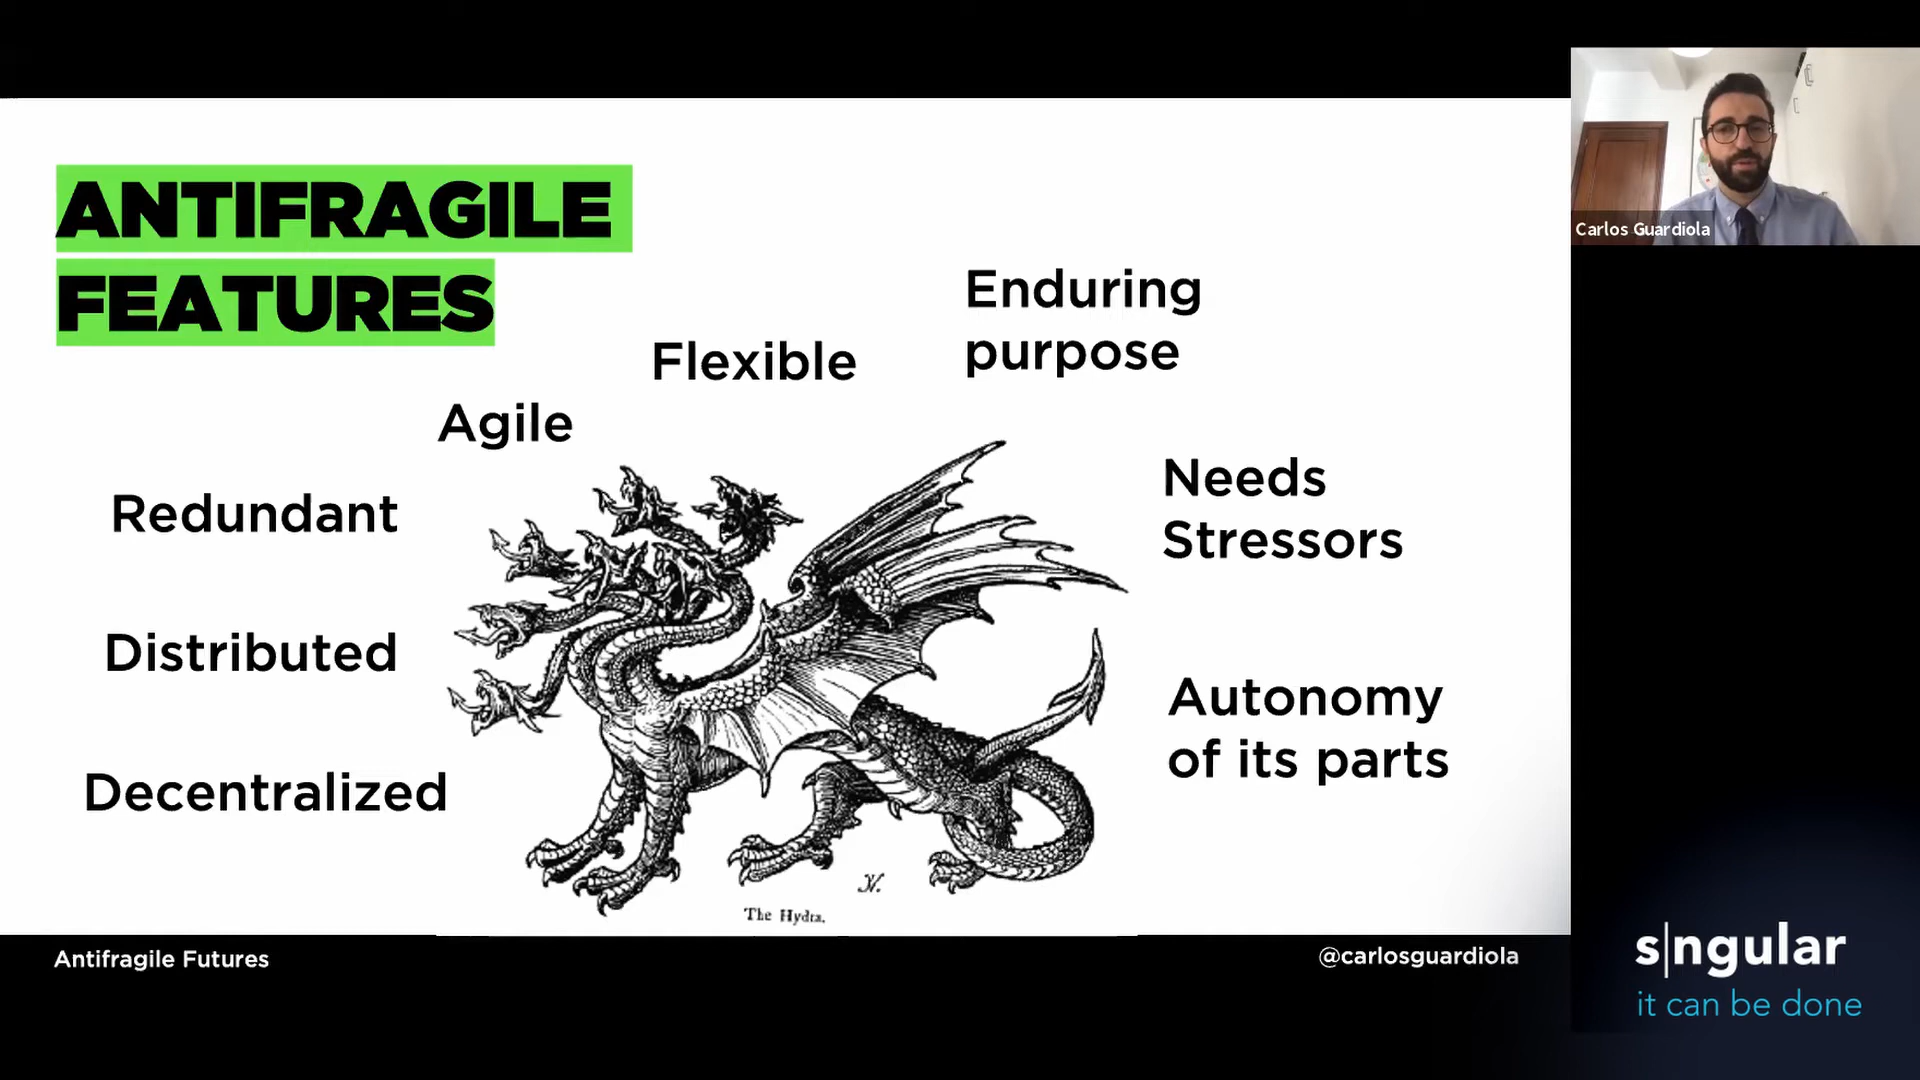 ANTIFRAGILE
FEATURES
Enduring
purpose
Flexible
Agile
Needs
Stressors
Redundant
Distributed
Autonomy
of its parts
Decentralized
The Hydra.
Antifragile Futures
@carlosguardiola
Carlos Guardiola
s|ngular
it can be done